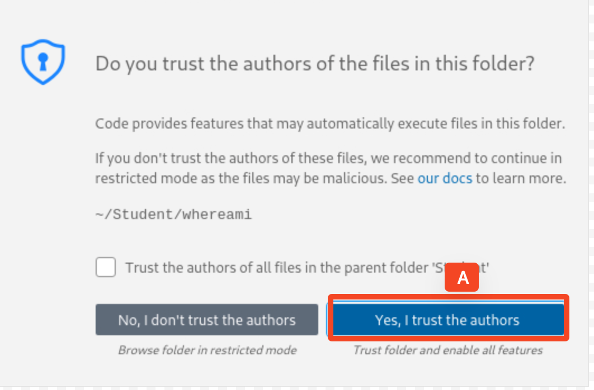 Do you trust the authors of the files in this folder?
Code provides features that may automatically execute files in this folder.
If you don't trust the authors of these files, we recommend to continue in
restricted mode as the files may be malicious. See our docs to learn more.
~/Student/whereami
Trust the authors of all files in the parent folder 'Student'
A
No, I don't trust the authors
Yes, I trust the authors
Browse folder in restricted mode
Trust folder and enable all features